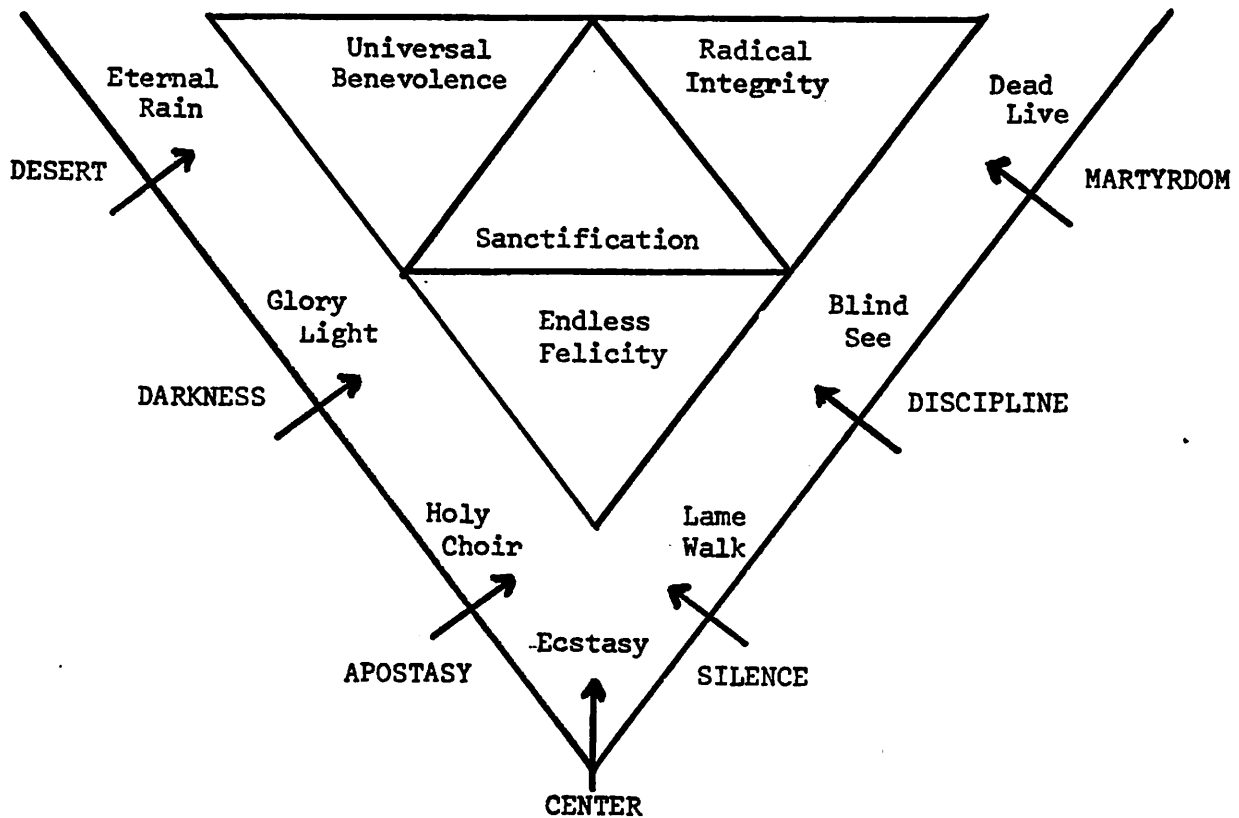 Universal
Benevolence
Radical
Integrity
Eternal
Rain
Dead
Live
DESERT
MARTYRDOM
Sanctification
Glory
Light
Endless
Felicity
Blind
See
DARKNESS
DISCIPLINE
Holy
Choir
Lame
Walk
Ecstasy
APOSTASY
SILENCE
CENTER